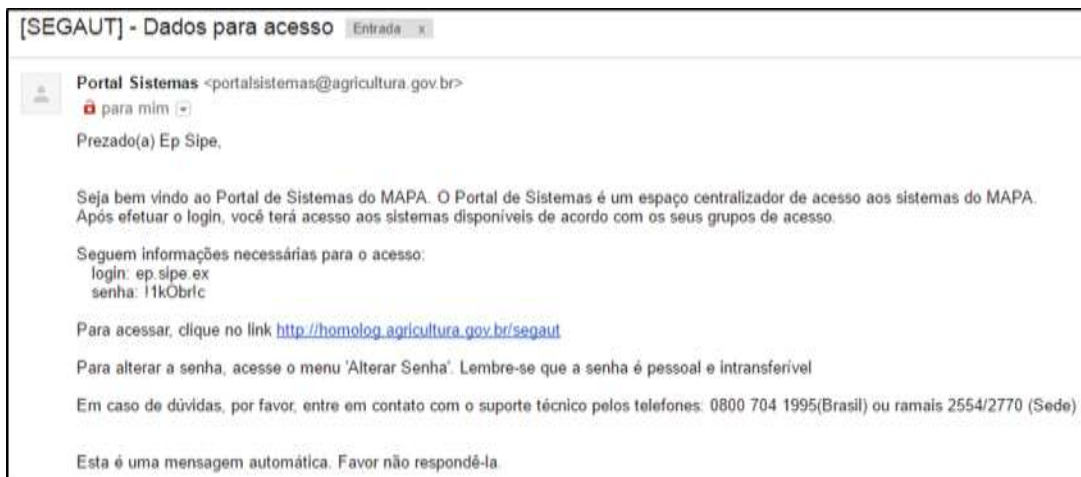 [SEGAUT] - Dados para acesso Entrada x
Portal Sistemas <portalsistemas@agricultura.gov.br>
para mim
Prezado(a) Ep Sipe,
Seja bem vindo ao Portal de Sistemas do MAPA. O Portal de Sistemas é um espaço centralizador de acesso aos sistemas do MAPA.
Após efetuar o login, você terá acesso aos sistemas disponíveis de acordo com os seus grupos de acesso.
Seguem informações necessárias para o acesso:
login: ep.sipe.ex
senha:
Para acessar, clique no link http://homolog.agricultura.gov.br/segaut
Para alterar a senha, acesse o menu 'Alterar Senha'. Lembre-se que a senha é pessoal e intransferível
Em caso de dúvidas, por favor, entre em contato com o suporte técnico pelos telefones: 0800 704 1995(Brasil) ou ramais 2554/2770 (Sede)
Esta é uma mensagem automática. Favor não respondê-la.